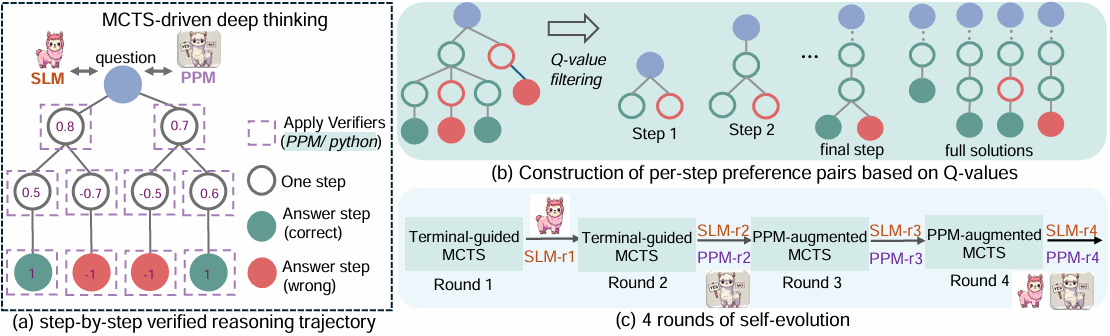 MCTS-driven deep thinking
question
SLM
PPM
0.8
0.7
Apply Verifiers
(PPM/ python)
0.5
-0.7
-0.5
0.6
One step
Answer step
(correct)
1
-1
-1
1
Answer step
(wrong)
(a) step-by-step verified reasoning trajectory
Q-value
filtering
...
Step 1
Step 2
final step
full solutions
(b) Construction of per-step preference pairs based on Q-values
Terminal-guided
MCTS
Round 1
SLM-r1
Terminal-guided
MCTS
Round 2
SLM-r2
PPM-r2
PPM-augmented
MCTS
Round 3
SLM-r3
PPM-r3
PPM-augmented
MCTS
Round 4
SLM-r4
PPM-r4
(c) 4 rounds of self-evolution